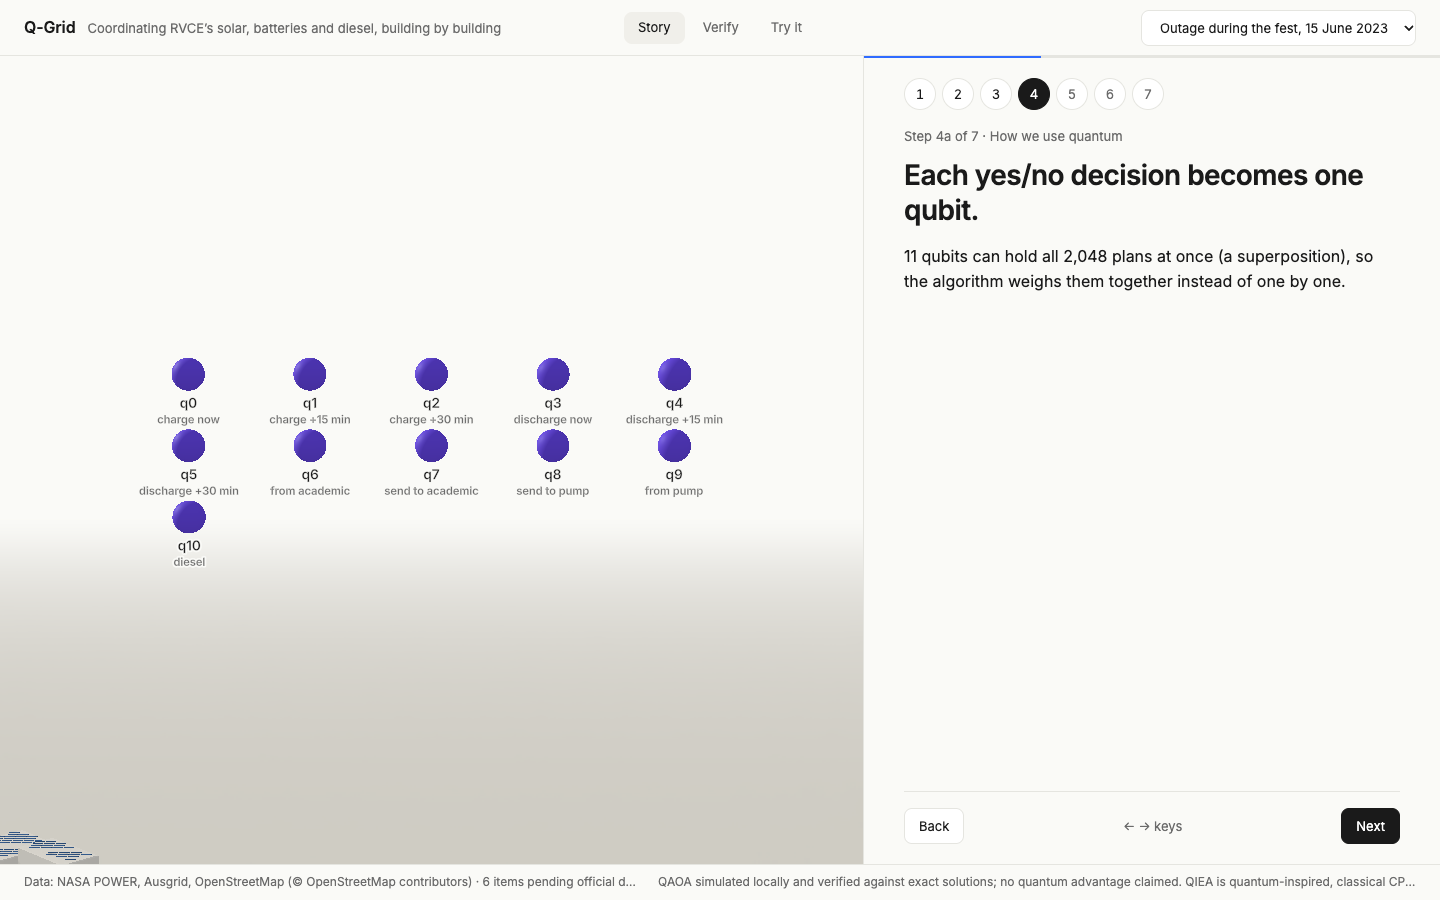 Q-Grid Coordinating RVCE's solar, batteries and diesel, building by building
Story Verify Try it
Outage during the fest, 15 June 2023
1 2 3 4 5 6 7
Step 4a of 7 · How we use quantum
Each yes/no decision becomes one
qubit.
11 qubits can hold all 2,048 plans at once (a superposition), so
the algorithm weighs them together instead of one by one.
q0 q1 q2 q3 q4
charge now charge +15 min charge +30 min discharge now discharge +15 min
q5 q6 q7 q8 q9
discharge +30 min from academic send to academic send to pump from pump
q10
diesel
Back ← → keys Next
Data: NASA POWER, Ausgrid, OpenStreetMap (© OpenStreetMap contributors) · 6 items pending official d...
QAOA simulated locally and verified against exact solutions; no quantum advantage claimed. QIEA is quantum-inspired, classical CP...